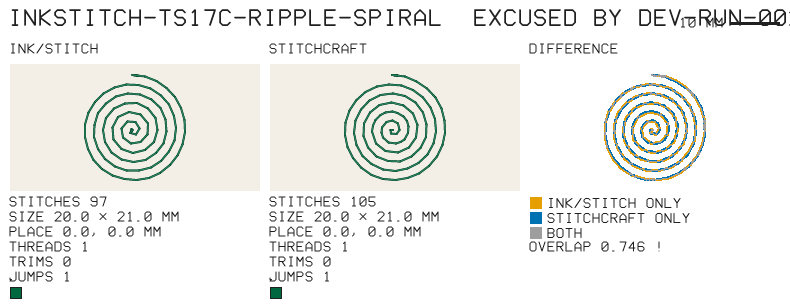 INKSTITCH-TS17C-RIPPLE-SPIRAL EXCUSED BY DEV-RUN-001
10 MM
INK/STITCH STITCHCRAFT DIFFERENCE
STITCHES 97
SIZE 20.0 × 21.0 MM
PLACE 0.0, 0.0 MM
THREADS 1
TRIMS 0
JUMPS 1
STITCHES 105
SIZE 20.0 × 21.0 MM
PLACE 0.0, 0.0 MM
THREADS 1
TRIMS 0
JUMPS 1
INK/STITCH ONLY
STITCHCRAFT ONLY
BOTH
OVERLAP 0.746 !